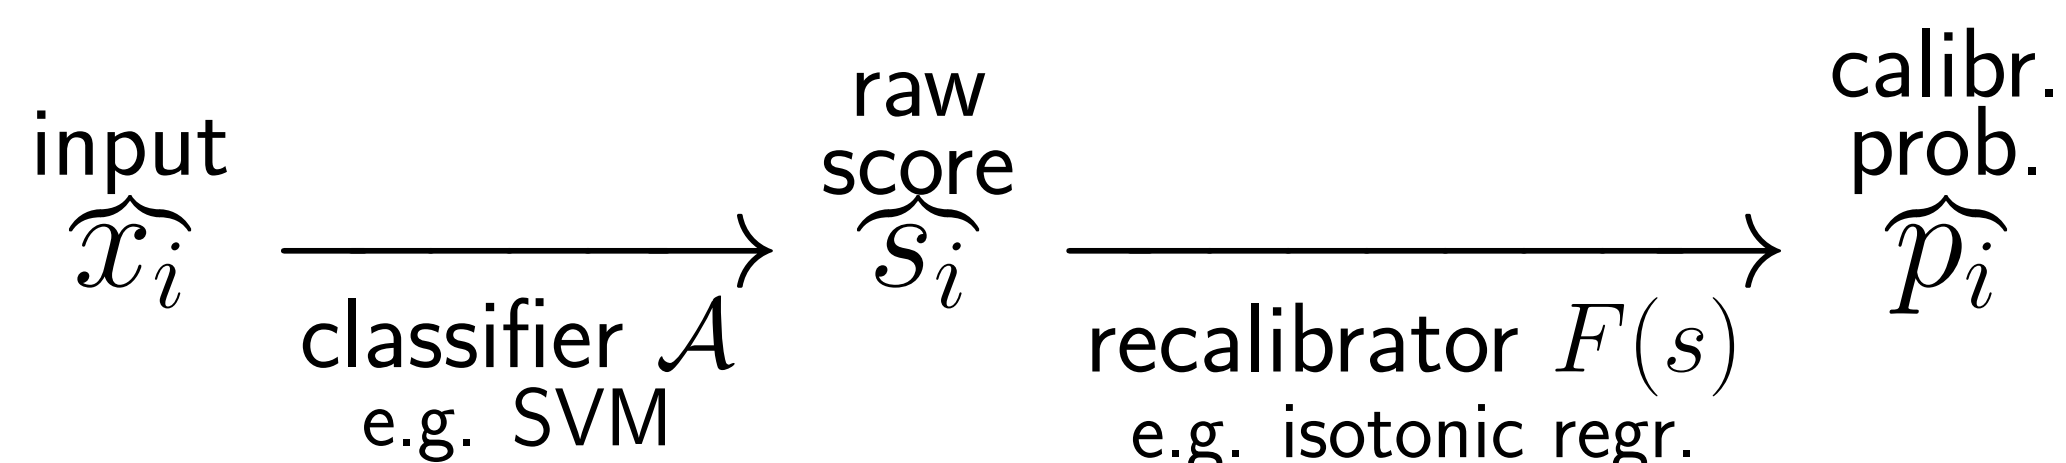 input
x_i
classifier 𝒜
e.g. SVM
raw
score
s_i
recalibrator F(s)
e.g. isotonic regr.
calibr.
prob.
p_i